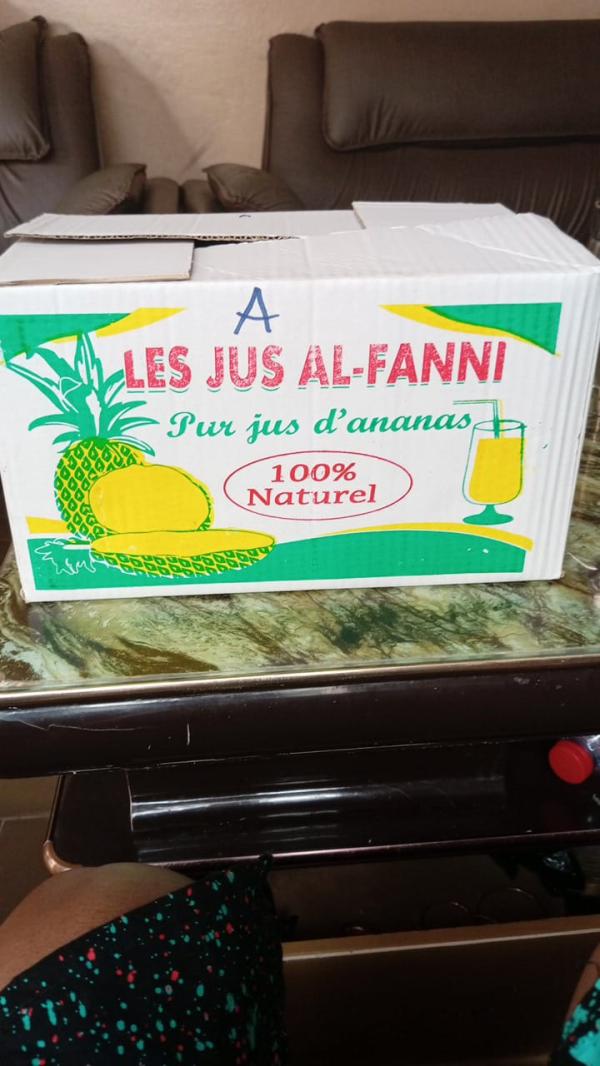 A
LES JUS AL-FANNI
Pur jus d'ananas
100%
Naturel